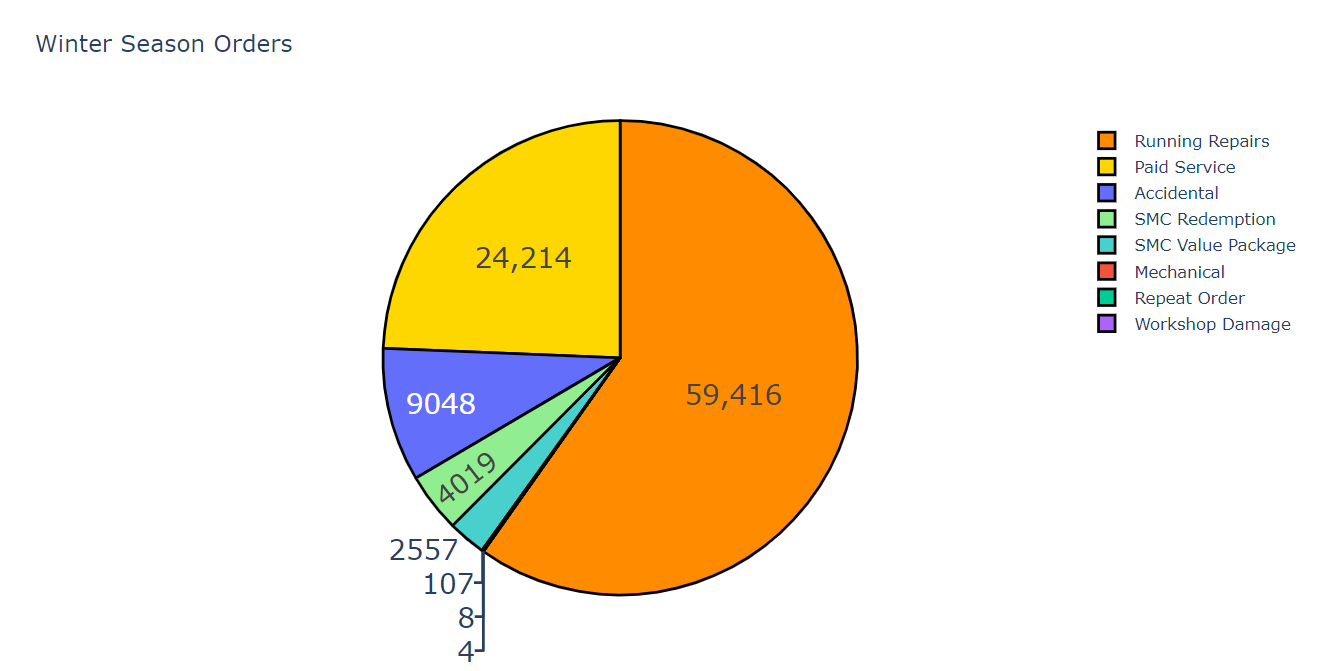 Winter Season Orders
59,416
24,214
9048
4019
2557
107
8
4
Running Repairs
Paid Service
Accidental
SMC Redemption
SMC Value Package
Mechanical
Repeat Order
Workshop Damage